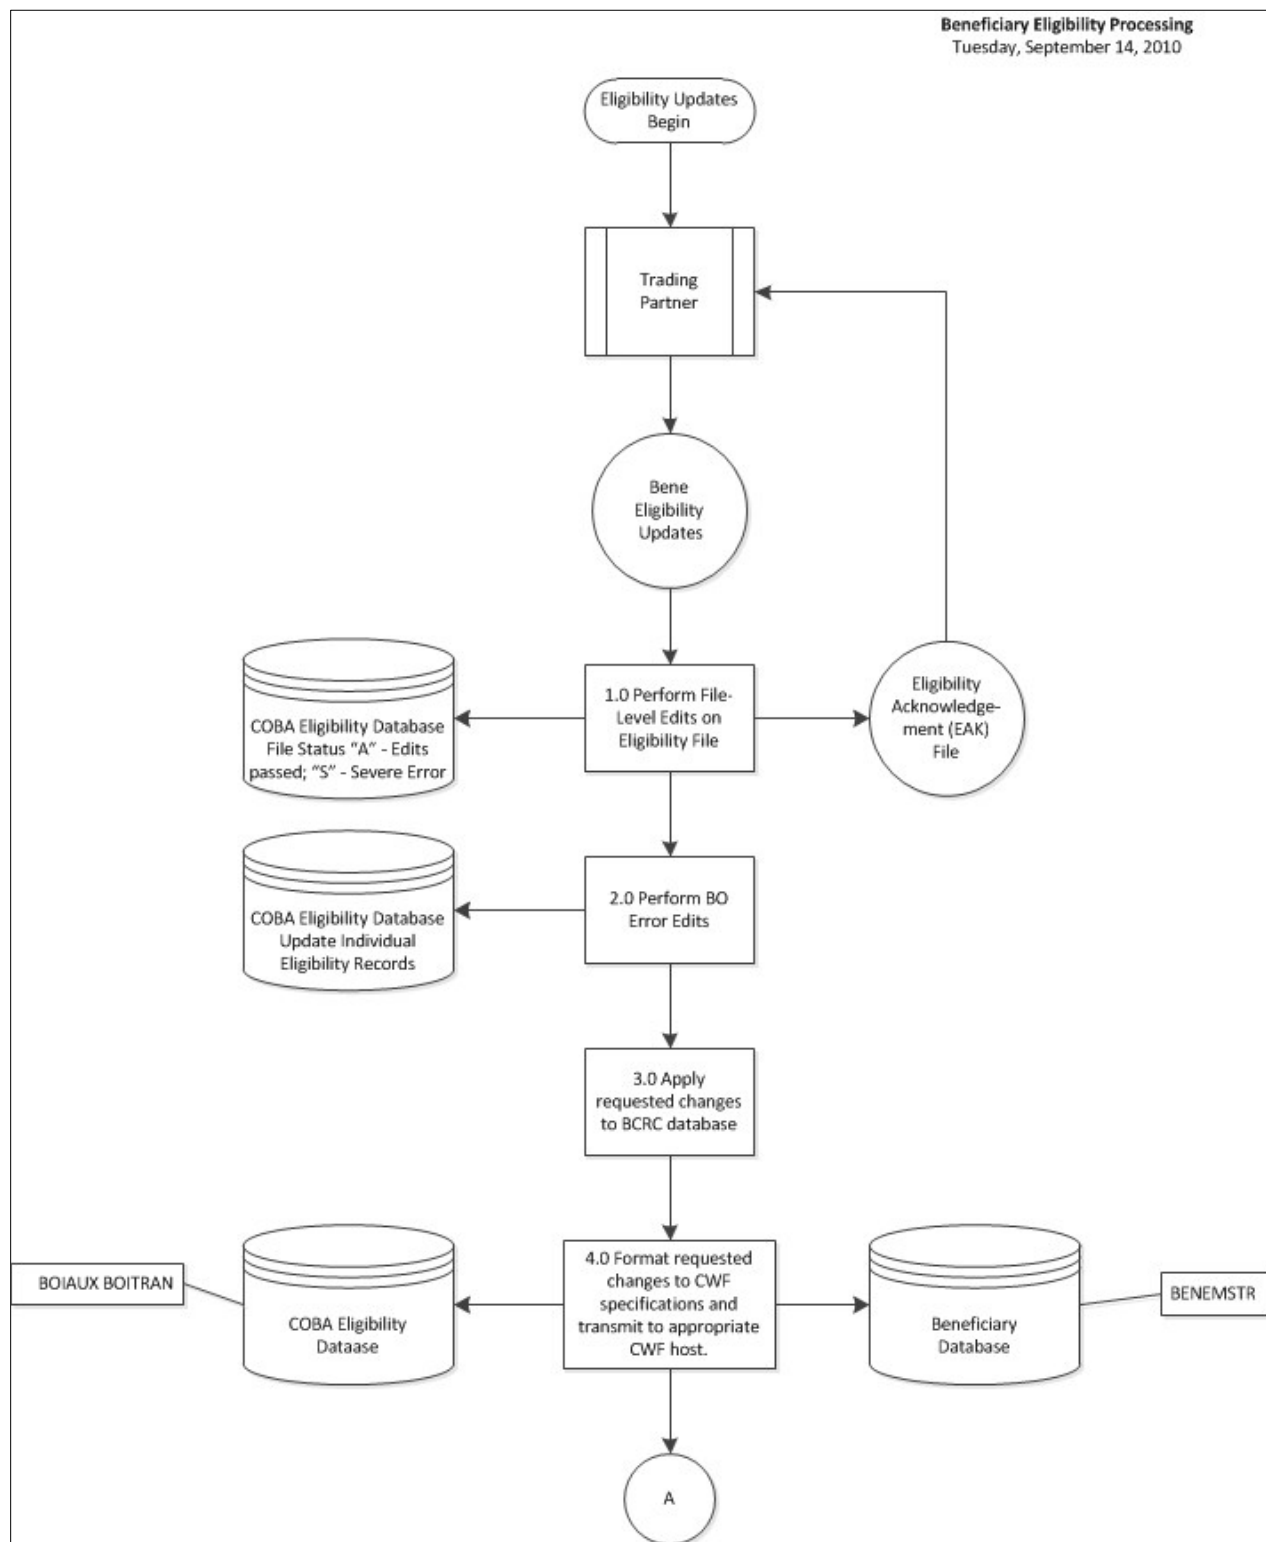 Beneficiary Eligibility Processing
Tuesday, September 14, 2010
Eligibility Updates
Begin
Trading
Partner
Bene
Eligibility
Updates
COBA Eligibility Database
File Status “A” - Edits
passed; “S” - Severe Error
1.0 Perform File-
Level Edits on
Eligibility File
Eligibility
Acknowledge-
ment (EAK)
File
COBA Eligibility Database
Update Individual
Eligibility Records
2.0 Perform BO
Error Edits
3.0 Apply
requested changes
to BCRC database
BOIAUX BOITRAN
COBA Eligibility
Dataase
4.0 Format requested
changes to CWF
specifications and
transmit to appropriate
CWF host.
Beneficiary
Database
BENEMSTR
A